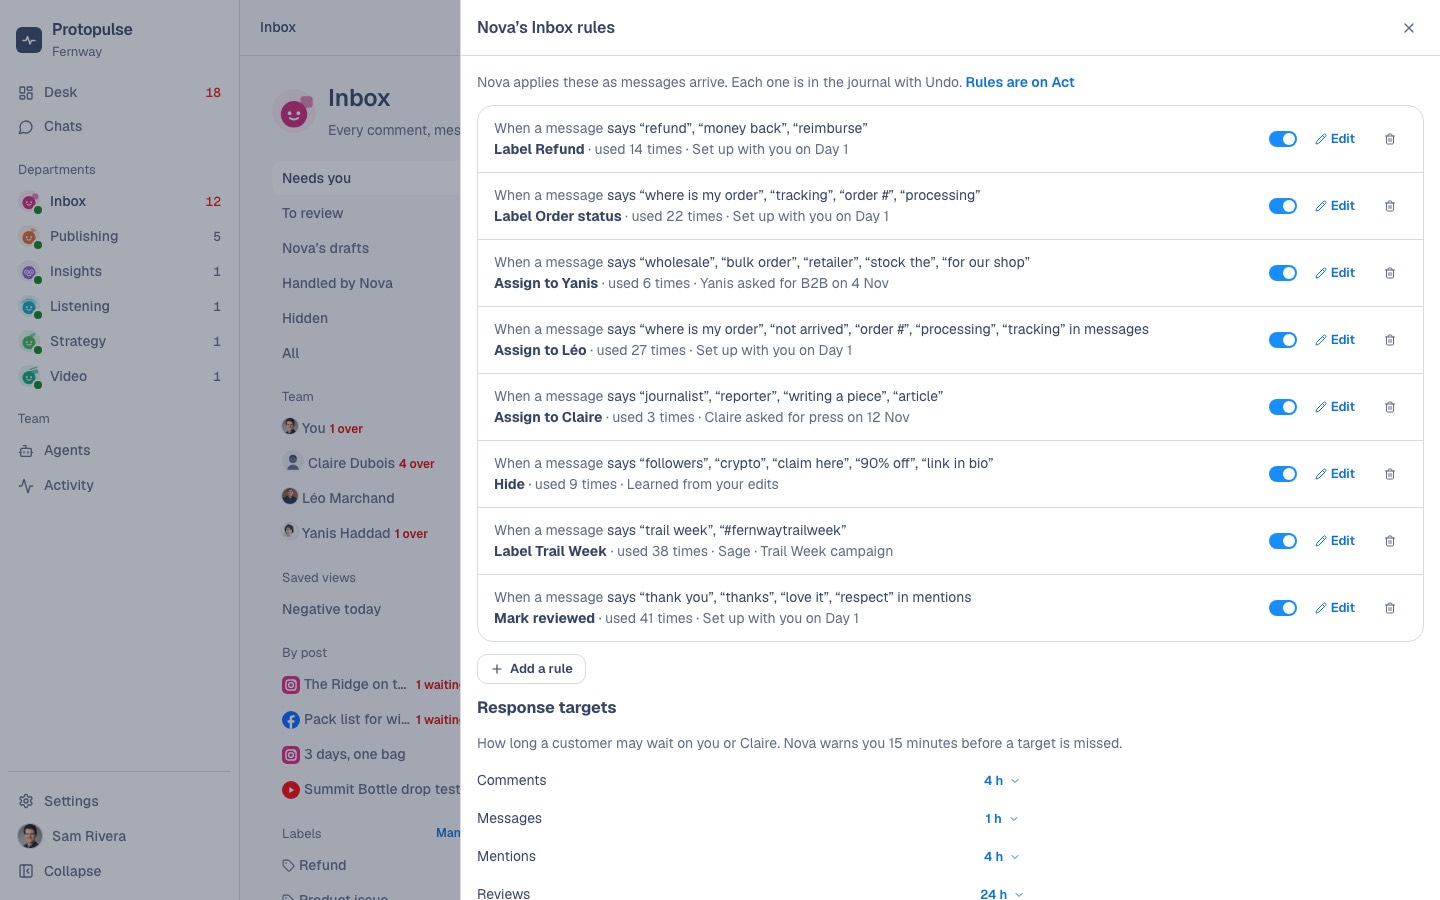 Protopulse
Fernway
Desk 18
Chats
Departments
Inbox 12
Publishing 5
Insights 1
Listening 1
Strategy 1
Video 1
Team
Agents
Activity
Settings
Sam Rivera
Collapse
Inbox
Inbox
Every comment, mes
Needs you
To review
Nova's drafts
Handled by Nova
Hidden
All
Team
You 1 over
Claire Dubois 4 over
Léo Marchand
Yanis Haddad 1 over
Saved views
Negative today
By post
The Ridge on t... 1 waiting
Pack list for wi... 1 waiting
3 days, one bag
Summit Bottle drop test
Labels Man
Refund
Product issue
Nova's Inbox rules
Nova applies these as messages arrive. Each one is in the journal with Undo. Rules are on Act
When a message says “refund”, “money back”, “reimburse”
Label Refund · used 14 times · Set up with you on Day 1
Edit
When a message says “where is my order”, “tracking”, “order #”, “processing”
Label Order status · used 22 times · Set up with you on Day 1
Edit
When a message says “wholesale”, “bulk order”, “retailer”, “stock the”, “for our shop”
Assign to Yanis · used 6 times · Yanis asked for B2B on 4 Nov
Edit
When a message says “where is my order”, “not arrived”, “order #”, “processing”, “tracking” in messages
Assign to Léo · used 27 times · Set up with you on Day 1
Edit
When a message says “journalist”, “reporter”, “writing a piece”, “article”
Assign to Claire · used 3 times · Claire asked for press on 12 Nov
Edit
When a message says “followers”, “crypto”, “claim here”, “90% off”, “link in bio”
Hide · used 9 times · Learned from your edits
Edit
When a message says “trail week”, “#fernwaytrailweek”
Label Trail Week · used 38 times · Sage · Trail Week campaign
Edit
When a message says “thank you”, “thanks”, “love it”, “respect” in mentions
Mark reviewed · used 41 times · Set up with you on Day 1
Edit
Add a rule
Response targets
How long a customer may wait on you or Claire. Nova warns you 15 minutes before a target is missed.
Comments 4 h
Messages 1 h
Mentions 4 h
Reviews 24 h